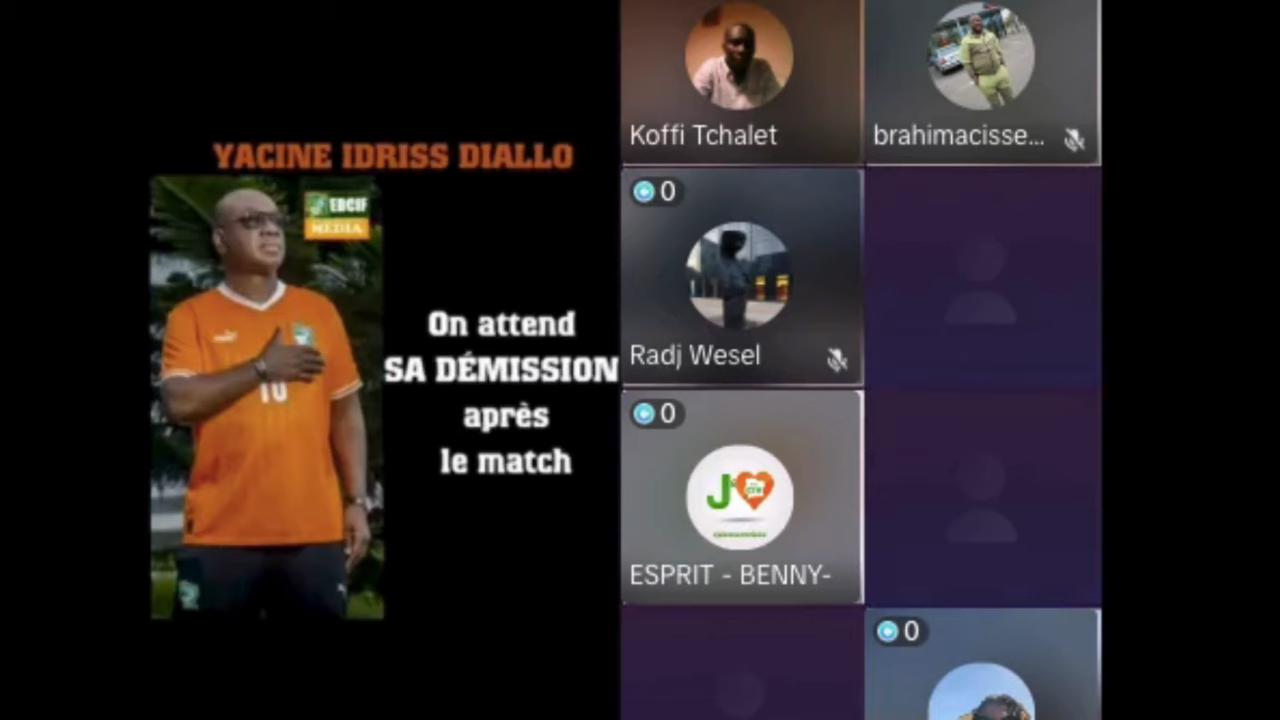 YACINE IDRISS DIALLO
EBCIF
MEDIA
10
On attend
SA DÉMISSION
après
le match
Koffi Tchalet
brahimacisse...
0
Radj Wesel
0
J'
ESPRIT - BENNY-
0